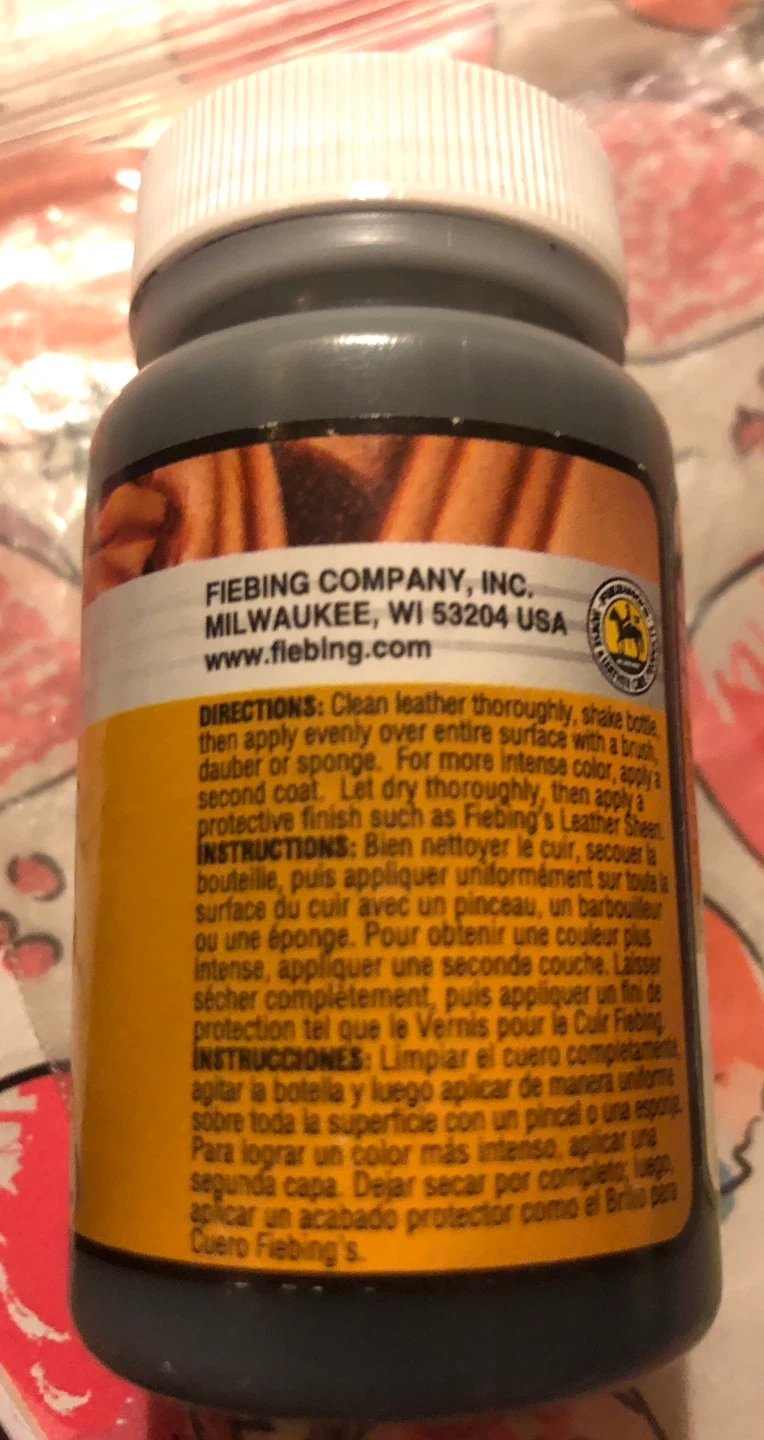 FIEBING COMPANY, INC.
MILWAUKEE, WI 53204 USA
www.fiebing.com
DIRECTIONS: Clean leather thoroughly, shake bottle,
then apply evenly over entire surface with a brush,
dauber or sponge. For more intense color, apply a
second coat. Let dry thoroughly, then apply a
protective finish such as Fiebing's Leather Sheen.
INSTRUCTIONS: Bien nettoyer le cuir, secouer la
bouteille, puis appliquer uniformément sur toute la
surface du cuir avec un pinceau, un barbouilleur
ou une éponge. Pour obtenir une couleur plus
intense, appliquer une seconde couche. Laisser
sécher complètement, puis appliquer un fini de
protection tel que le Vernis pour le Cuir Fiebing.
INSTRUCCIONES: Limpiar el cuero completamente,
agitar la botella y luego aplicar de manera uniforme
sobre toda la superficie con un pincel o una esponja.
Para lograr un color más intenso, aplicar una
segunda capa. Dejar secar por completo; luego,
aplicar un acabado protector como el Brillo para
Cuero Fiebing's.
FIEBING'S